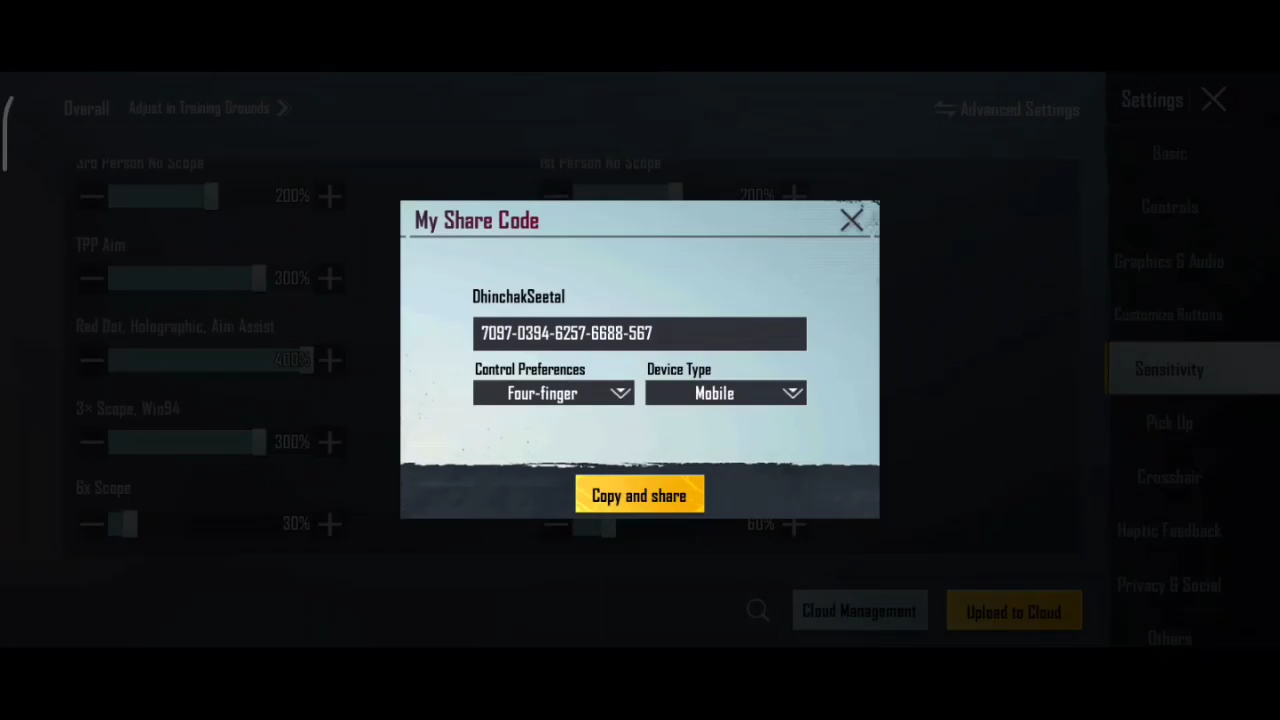 Overall Adjust in Training Grounds
Advanced Settings
Settings
3rd Person No Scope
1st Person No Scope
200%
200%
TPP Aim
300%
Red Dot, Holographic, Aim Assist
400%
3× Scope, Win94
300%
6x Scope
30%
60%
My Share Code
DhinchakSeetal
7097-0394-6257-6688-567
Control Preferences
Device Type
Four-finger
Mobile
Copy and share
Basic
Controls
Graphics & Audio
Customize Buttons
Sensitivity
Pick Up
Crosshair
Haptic Feedback
Privacy & Social
Others
Cloud Management
Upload to Cloud